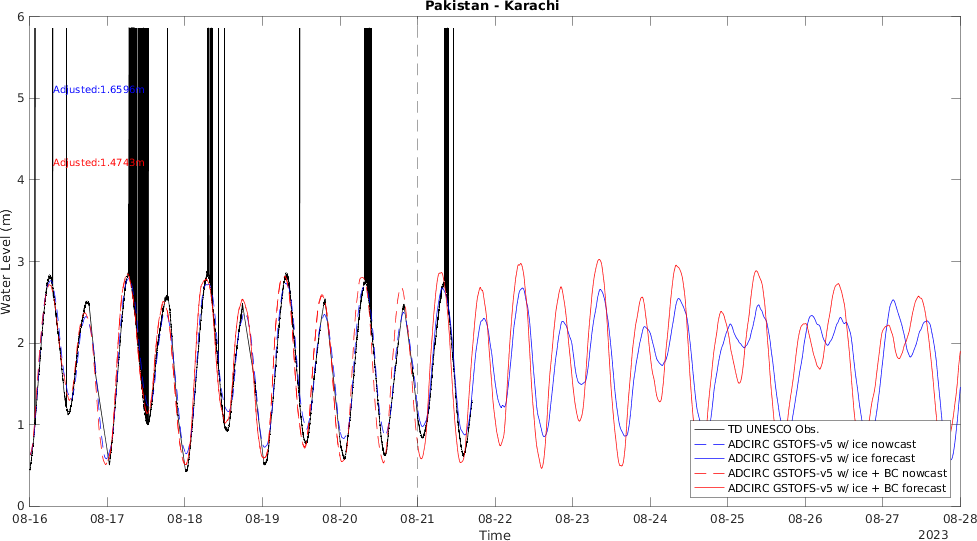 Pakistan - Karachi
6
5
4
3
2
1
0
Water Level (m)
Adjusted:1.659
Adjusted:1.4743m
TD UNESCO Obs.
ADCIRC GSTOFS-v5 w/ ice nowcast
ADCIRC GSTOFS-v5 w/ ice forecast
ADCIRC GSTOFS-v5 w/ ice + BC nowcast
ADCIRC GSTOFS-v5 w/ ice + BC forecast
08-16 08-17 08-18 08-19 08-20 08-21 08-22 08-23 08-24 08-25 08-26 08-27 08-28
Time
2023